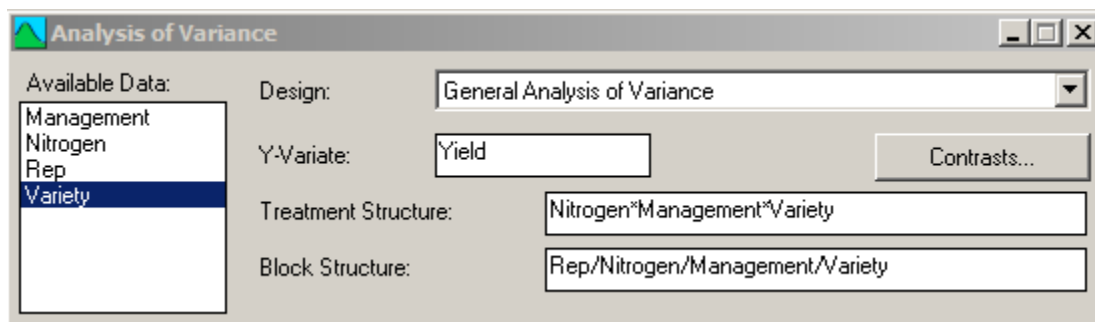 Analysis of Variance
Available Data:
Management
Nitrogen
Rep
Variety
Design:
General Analysis of Variance
Y-Variate:
Yield
Contrasts...
Treatment Structure:
Nitrogen*Management*Variety
Block Structure:
Rep/Nitrogen/Management/Variety